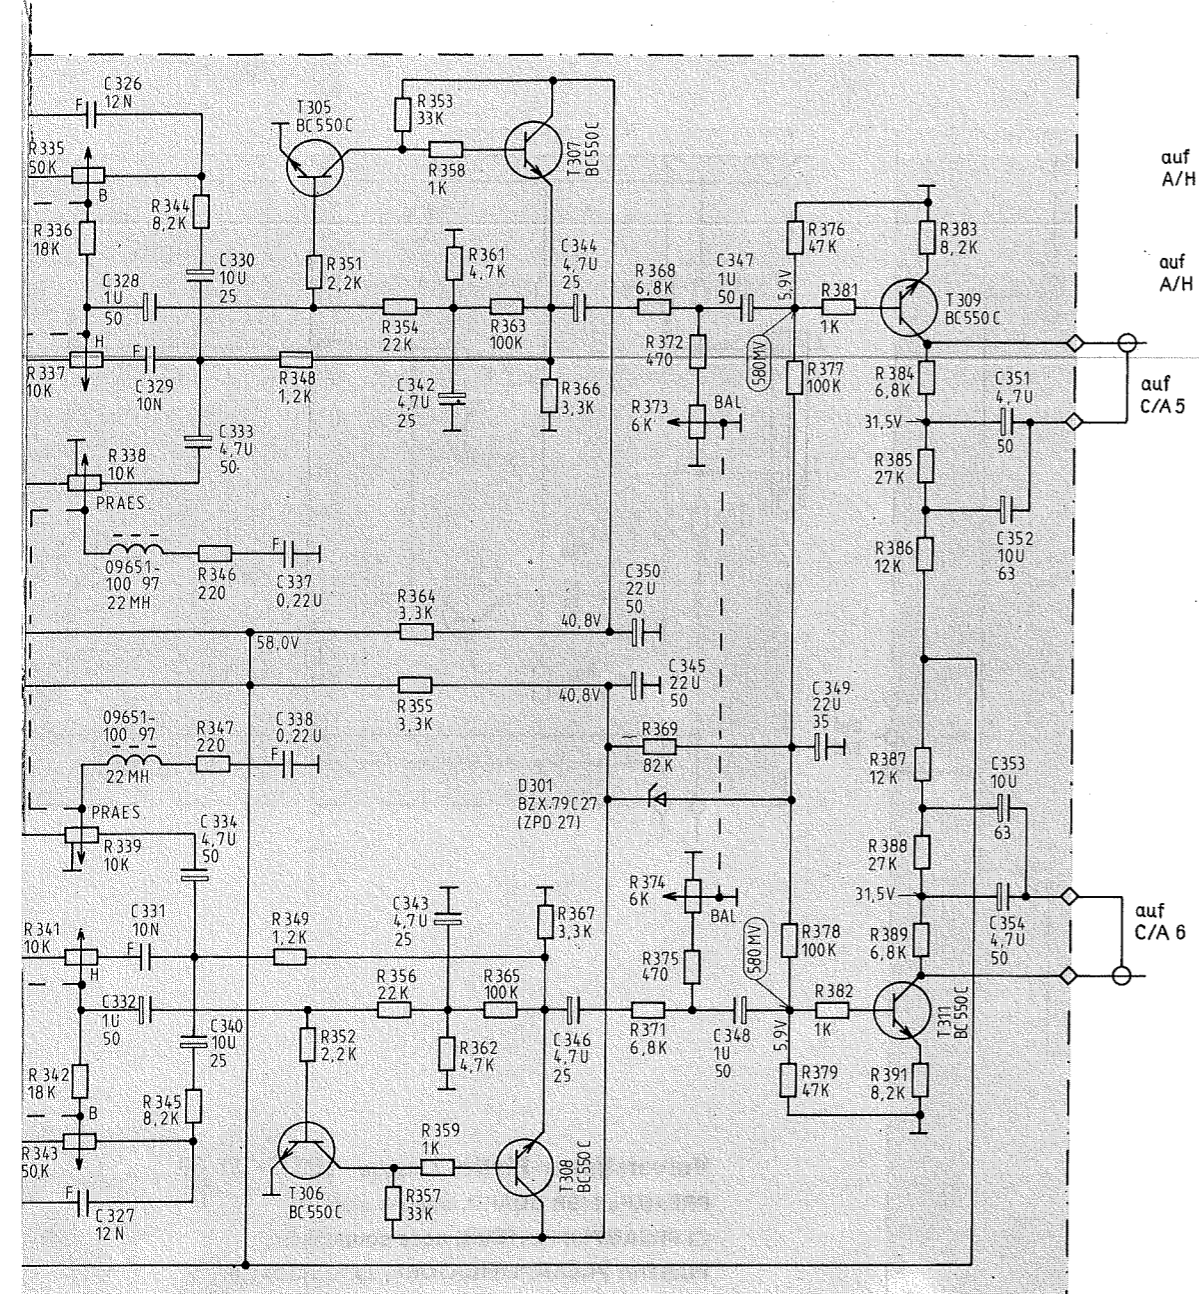 C326
12N
F
T305
BC550C
R353
33K
R358
1K
T307
BC550C
R335
50K
B
R344
8,2K
R336
18K
C328
1U
50
C330
10U
25
R351
2,2K
R361
4,7K
C344
4,7U
25
R368
6,8K
C347
1U
50
R376
47K
R383
8,2K
5,9V
R381
1K
T309
BC550C
auf
A/H
auf
A/H
H
F
R337
10K
C329
10N
R354
22K
R363
100K
R372
470
580MV
R377
100K
R384
6,8K
C351
4,7U
50
auf
C/A5
R348
1,2K
C342
4,7U
25
R366
3,3K
R373
6K
BAL
31,5V
C333
4,7U
50
R338
10K
PRAES.
R385
27K
C352
10U
63
R386
12K
09651-
100 97
22MH
R346
220
F
C337
0,22U
R364
3,3K
C350
22U
50
40,8V
58,0V
R355
3,3K
40,8V
C345
22U
50
09651-
100 97
22MH
R347
220
F
C338
0,22U
R369
82K
C349
22U
35
D301
BZX79C27
(ZPD 27)
R387
12K
C353
10U
63
PRAES
R339
10K
C334
4,7U
50
R388
27K
R374
6K
BAL
31,5V
C354
4,7U
50
auf
C/A6
R341
10K
H
C331
10N
F
R349
1,2K
C343
4,7U
25
R367
3,3K
R375
470
580MV
R378
100K
R389
6,8K
C332
1U
50
R356
22K
R365
100K
R382
1K
T311
BC550C
C340
10U
25
R352
2,2K
R362
4,7K
C346
4,7U
25
R371
6,8K
C348
1U
50
5,9V
R379
47K
R391
8,2K
R342
18K
B
R345
8,2K
R343
50K
F
C327
12N
T306
BC550C
R359
1K
R357
33K
T308
BC550C